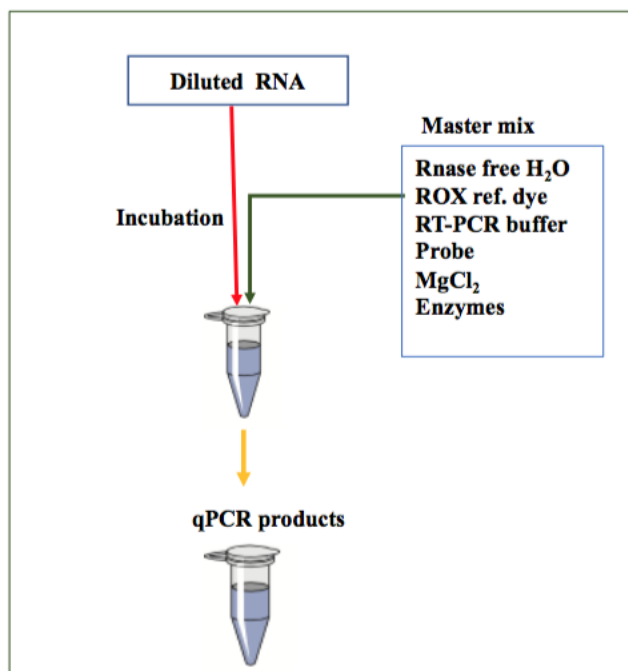 Diluted RNA
Master mix
Rnase free H₂O
ROX ref. dye
RT-PCR buffer
Probe
MgCl₂
Enzymes
Incubation
qPCR products